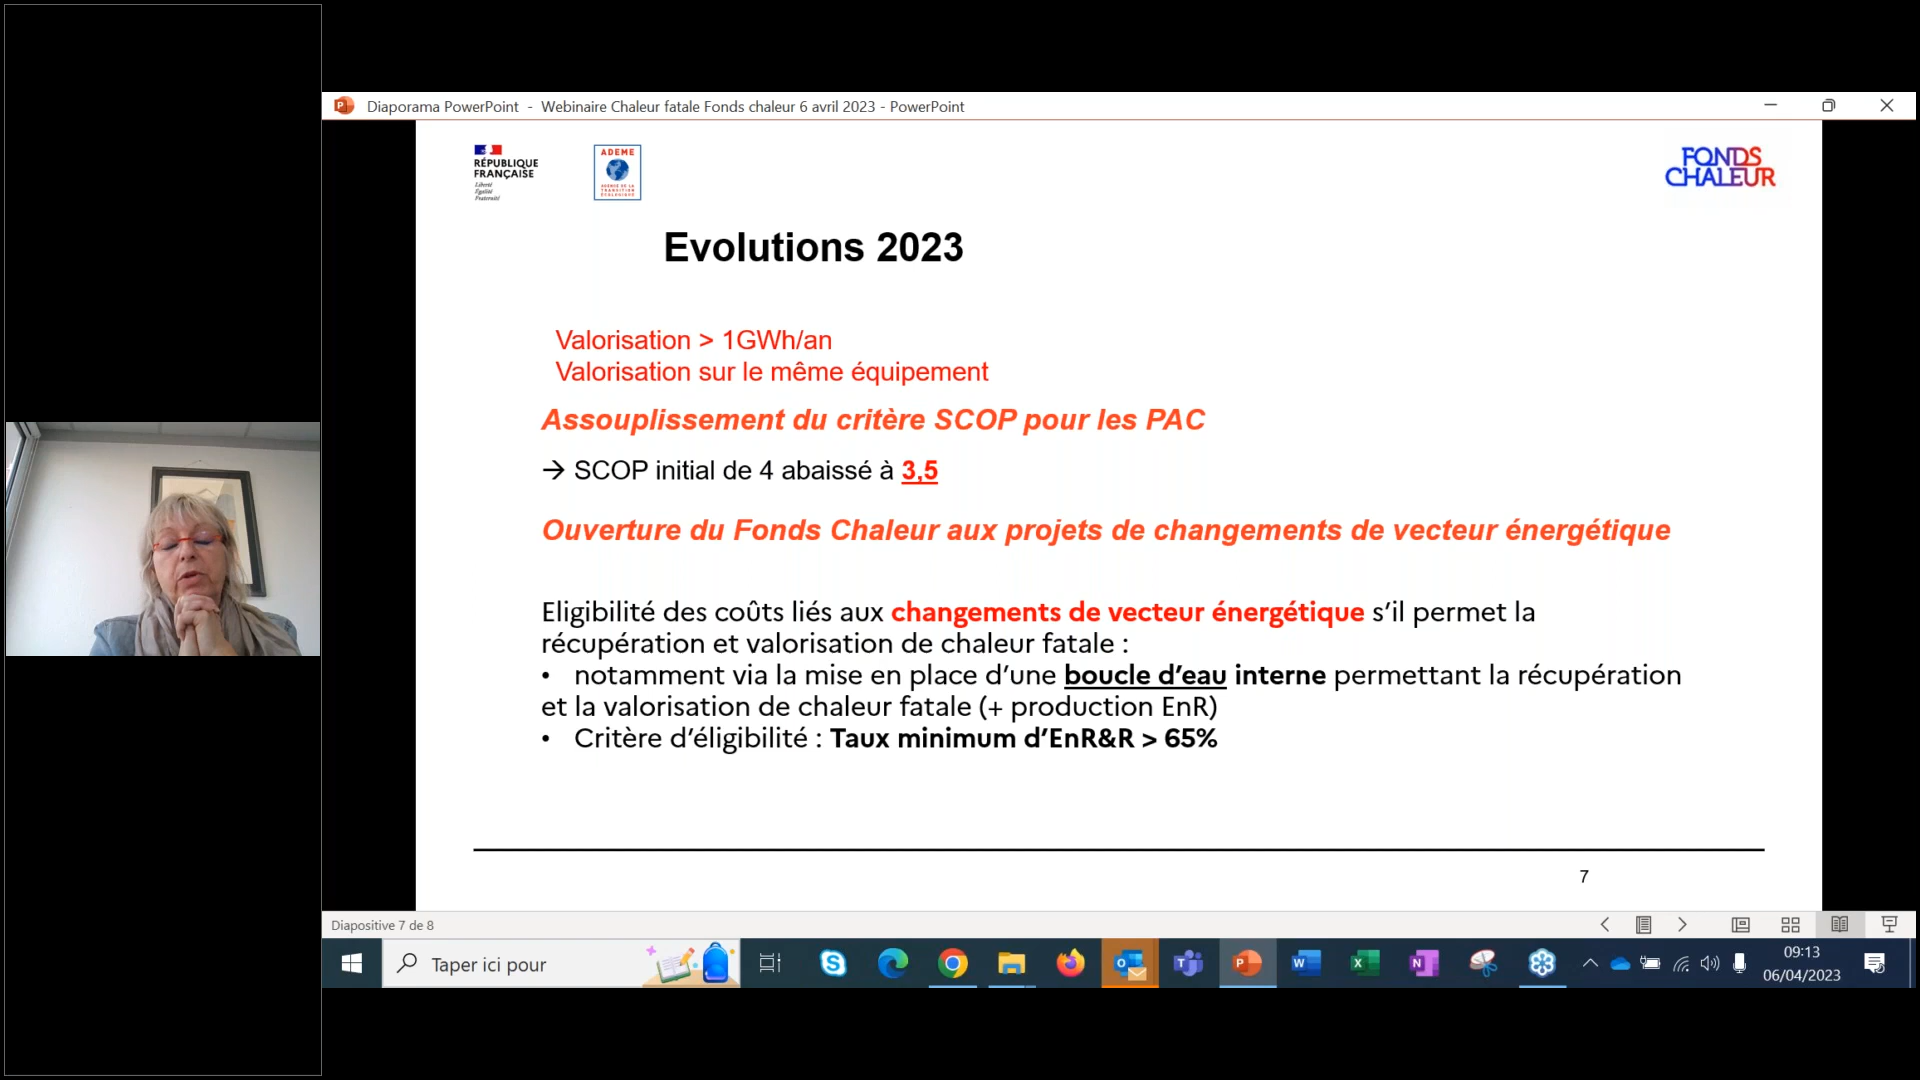 Diaporama PowerPoint - Webinaire Chaleur fatale Fonds chaleur 6 avril 2023 - PowerPoint
RÉPUBLIQUE
FRANÇAISE
Liberté
Égalité
Fraternité
ADEME
AGENCE DE LA
TRANSITION
ÉCOLOGIQUE
FONDS
CHALEUR
Evolutions 2023
Valorisation > 1GWh/an
Valorisation sur le même équipement
Assouplissement du critère SCOP pour les PAC
→ SCOP initial de 4 abaissé à 3,5
Ouverture du Fonds Chaleur aux projets de changements de vecteur énergétique
Eligibilité des coûts liés aux changements de vecteur énergétique s’il permet la
récupération et valorisation de chaleur fatale :
• notamment via la mise en place d’une boucle d’eau interne permettant la récupération
et la valorisation de chaleur fatale (+ production EnR)
• Critère d’éligibilité : Taux minimum d’EnR&R > 65%
7
Diapositive 7 de 8
Taper ici pour
09:13
06/04/2023